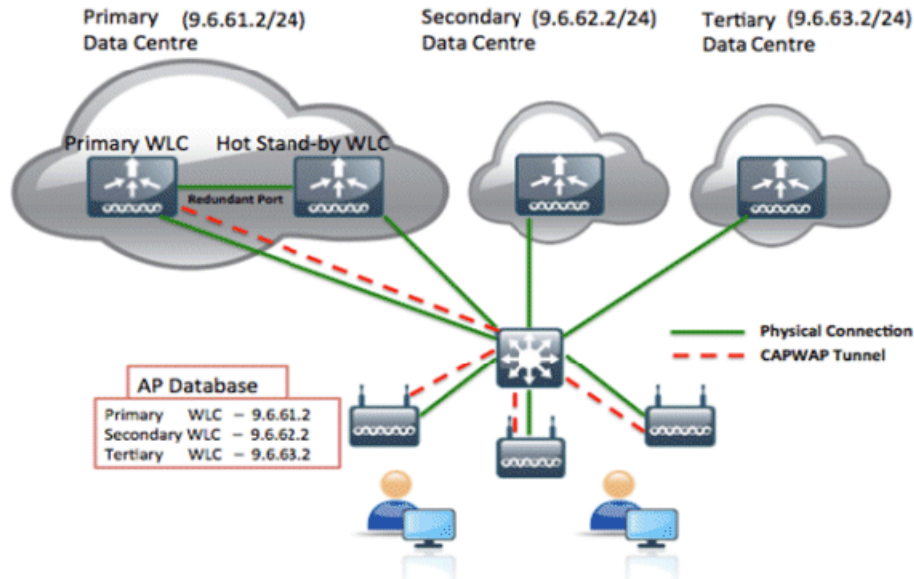 Primary (9.6.61.2/24)
Data Centre
Secondary (9.6.62.2/24)
Data Centre
Tertiary (9.6.63.2/24)
Data Centre
Primary WLC
Hot Stand-by WLC
Redundant Port
Physical Connection
CAPWAP Tunnel
AP Database
Primary WLC – 9.6.61.2
Secondary WLC – 9.6.62.2
Tertiary WLC – 9.6.63.2